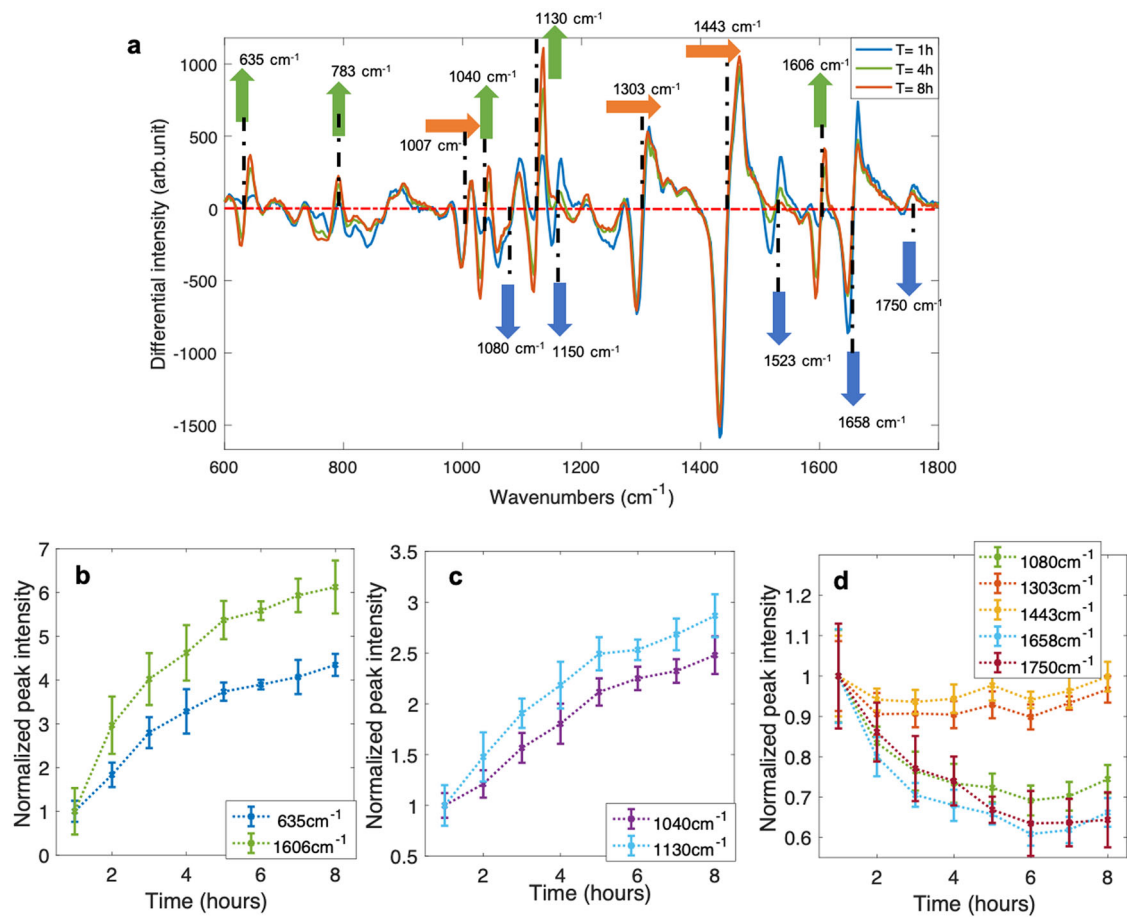 a
1130 cm-1
1443 cm-1
635 cm-1
783 cm-1
1040 cm-1
1303 cm-1
1606 cm-1
1007 cm-1
T= 1h
T= 4h
T= 8h
1000
500
0
-500
-1000
-1500
Differential intensity (arb.unit)
1080 cm-1
1150 cm-1
1523 cm-1
1658 cm-1
1750 cm-1
600
800
1000
1200
1400
1600
1800
Wavenumbers (cm-1)
b
7
6
5
4
3
2
1
0
Normalized peak intensity
635cm-1
1606cm-1
2
4
6
8
Time (hours)
c
3.5
3
2.5
2
1.5
1
0.5
Normalized peak intensity
1040cm-1
1130cm-1
2
4
6
8
Time (hours)
d
1080cm-1
1303cm-1
1443cm-1
1658cm-1
1750cm-1
1.2
1.1
1
0.9
0.8
0.7
0.6
Normalized peak intensity
2
4
6
8
Time (hours)